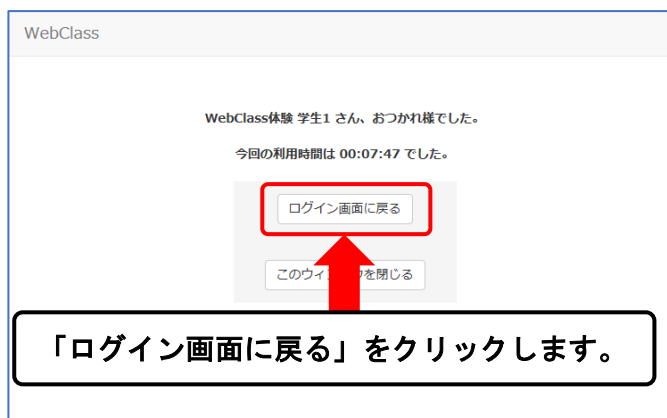 WebClass
WebClass体験 学生1 さん、おつかれ様でした。
今回の利用時間は 00:07:47 でした。
ログイン画面に戻る
このウィ を閉じる
「ログイン画面に戻る」をクリックします。